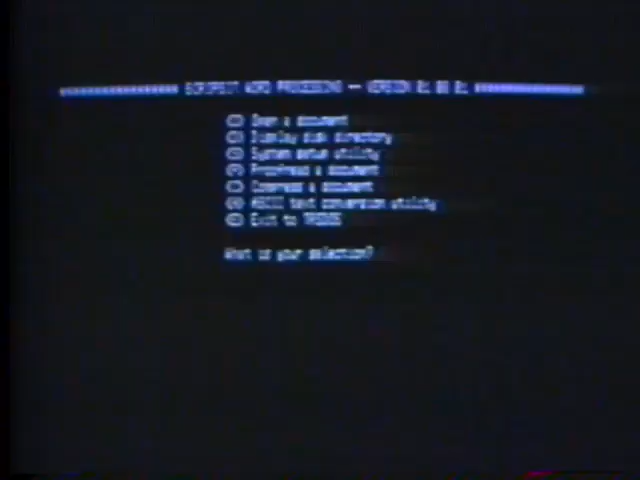 SCRIPSIT WORD PROCESSING -- VERSION
Open a document
Display disk directory
System setup utility
Proofread a document
Compress a document
ASCII text conversion utility
Exit to TRSDOS
What is your selection?